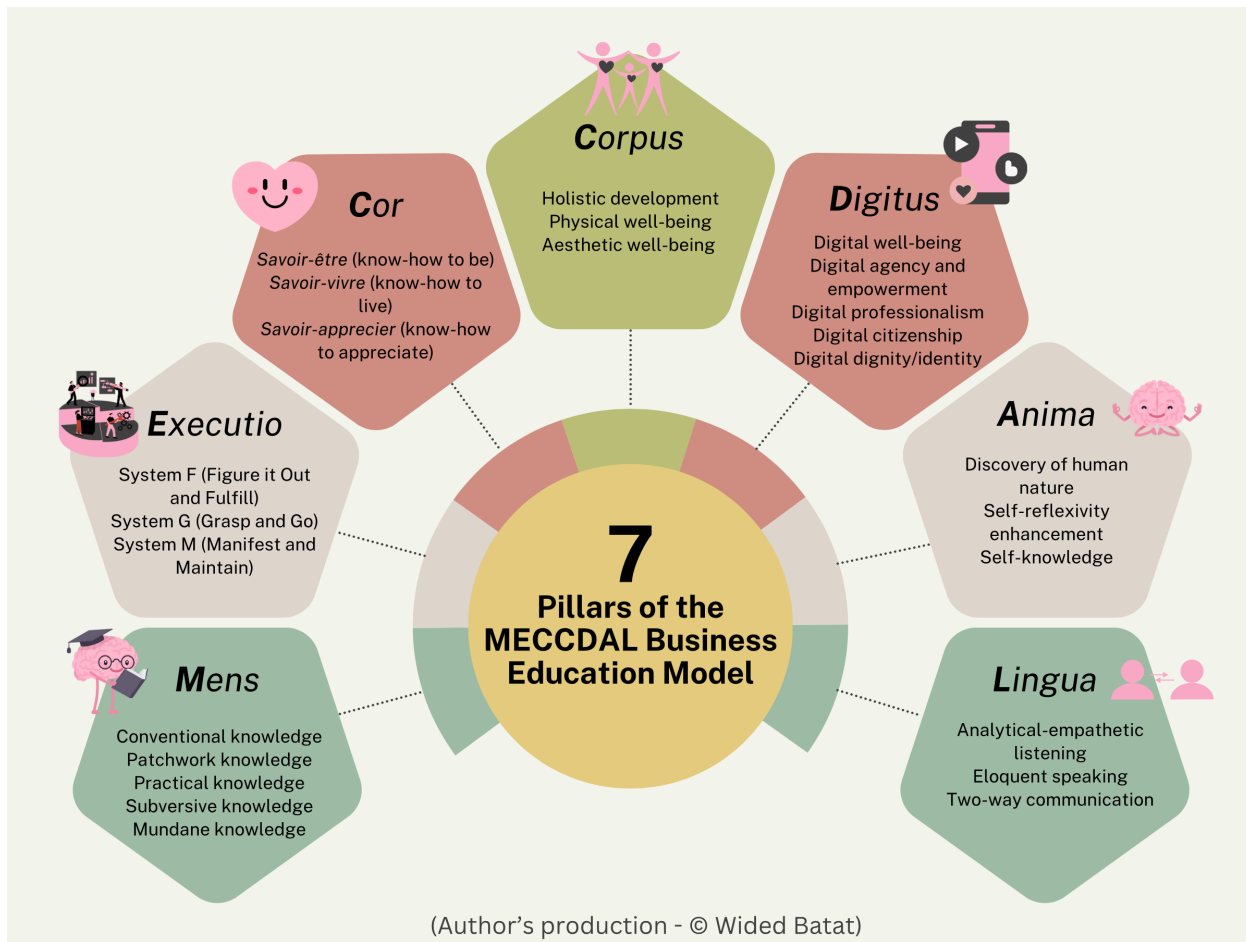 Corpus
Holistic development
Physical well-being
Aesthetic well-being
Cor
Savoir-être (know-how to be)
Savoir-vivre (know-how to
live)
Savoir-apprecier (know-how
to appreciate)
Digitus
Digital well-being
Digital agency and
empowerment
Digital professionalism
Digital citizenship
Digital dignity/identity
Executio
System F (Figure it Out
and Fulfill)
System G (Grasp and Go)
System M (Manifest and
Maintain)
Anima
Discovery of human
nature
Self-reflexivity
enhancement
Self-knowledge
7
Pillars of the
MECCDAL Business
Education Model
Mens
Conventional knowledge
Patchwork knowledge
Practical knowledge
Subversive knowledge
Mundane knowledge
Lingua
Analytical-empathetic
listening
Eloquent speaking
Two-way communication
(Author’s production - © Wided Batat)